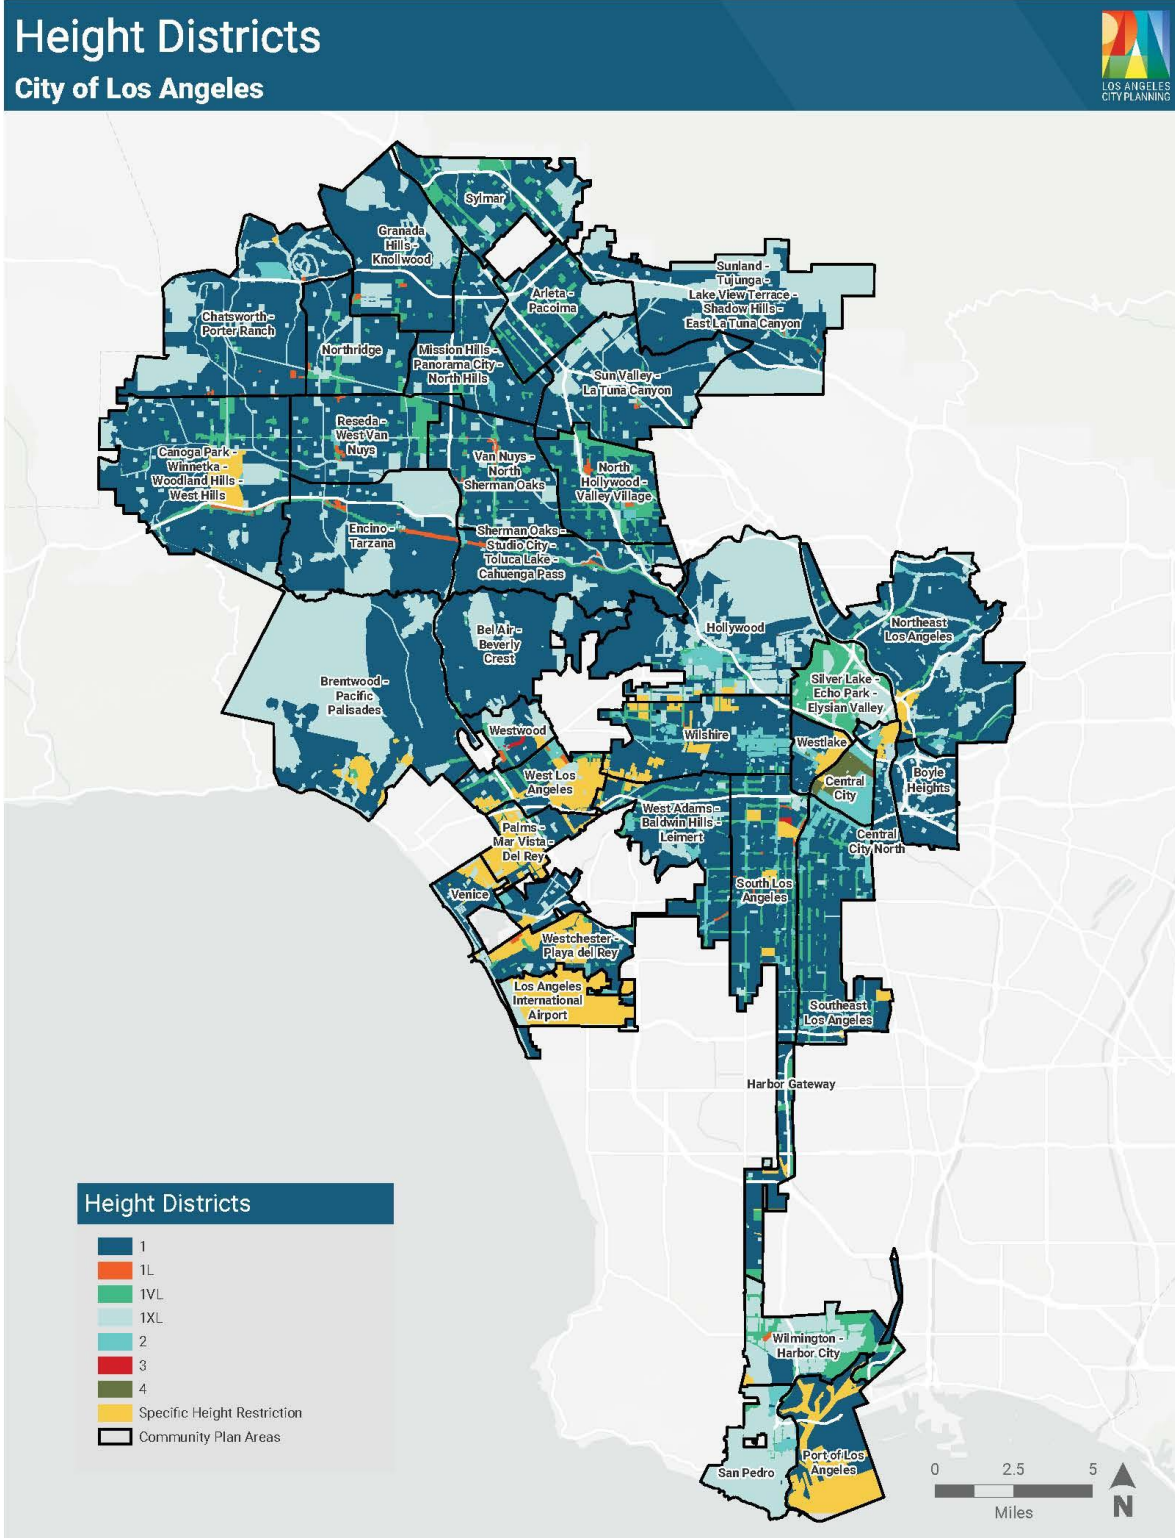 Height Districts
City of Los Angeles
LOS ANGELES
CITY PLANNING
Sylmar
Granada
Hills -
Knollwood
Sunland -
Tujunga -
Lake View Terrace -
Shadow Hills -
East La Tuna Canyon
Arleta -
Pacoima
Chatsworth -
Porter Ranch
Northridge
Mission Hills -
Panorama City -
North Hills
Sun Valley -
La Tuna Canyon
Reseda -
West Van
Nuys
Canoga Park -
Winnetka -
Woodland Hills -
West Hills
Van Nuys -
North
Sherman Oaks
North
Hollywood -
Valley Village
Encino -
Tarzana
Sherman Oaks -
Studio City -
Toluca Lake -
Cahuenga Pass
Hollywood
Northeast
Los Angeles
Bel Air -
Beverly
Crest
Brentwood -
Pacific
Palisades
Silver Lake -
Echo Park -
Elysian Valley
Westwood
Wilshire
Westlake
West Los
Angeles
Central
City
Boyle
Heights
West Adams -
Baldwin Hills -
Leimert
Central
City North
Palms -
Mar Vista -
Del Rey
South Los
Angeles
Venice
Westchester -
Playa del Rey
Los Angeles
International
Airport
Southeast
Los Angeles
Harbor Gateway
Wilmington -
Harbor City
San Pedro
Port of Los
Angeles
Height Districts
1
1L
1VL
1XL
2
3
4
Specific Height Restriction
Community Plan Areas
0 2.5 5
Miles
N